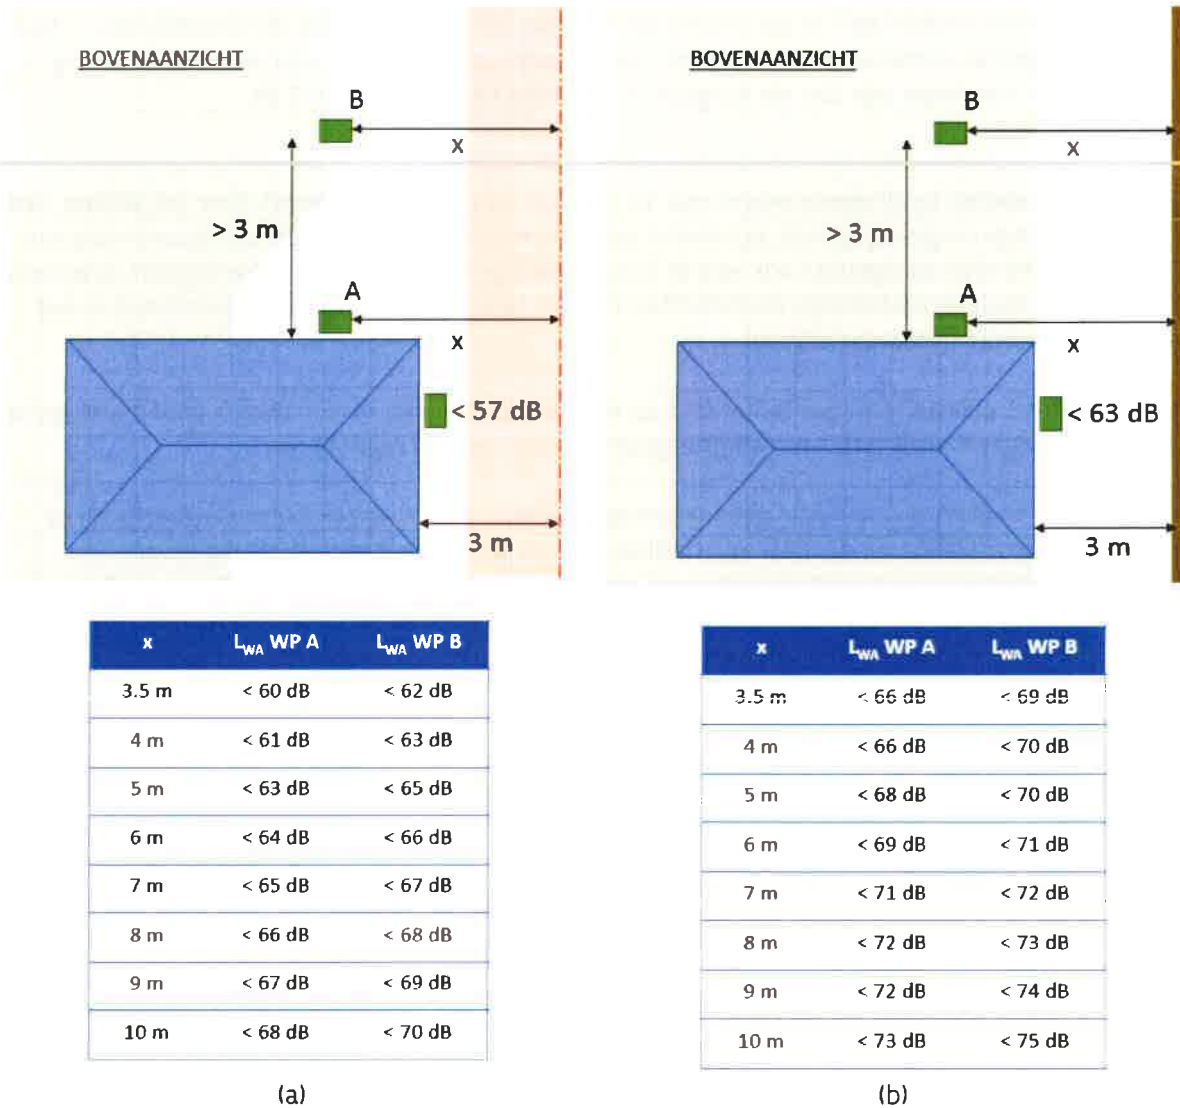 BOVENAANZICHT
B
x
> 3 m
A
x
< 57 dB
3 m
x LWA WP A LWA WP B
3.5 m < 60 dB < 62 dB
4 m < 61 dB < 63 dB
5 m < 63 dB < 65 dB
6 m < 64 dB < 66 dB
7 m < 65 dB < 67 dB
8 m < 66 dB < 68 dB
9 m < 67 dB < 69 dB
10 m < 68 dB < 70 dB
(a)
BOVENAANZICHT
B
x
> 3 m
A
x
< 63 dB
3 m
x LWA WP A LWA WP B
3.5 m < 66 dB < 69 dB
4 m < 66 dB < 70 dB
5 m < 68 dB < 70 dB
6 m < 69 dB < 71 dB
7 m < 71 dB < 72 dB
8 m < 72 dB < 73 dB
9 m < 72 dB < 74 dB
10 m < 73 dB < 75 dB
(b)